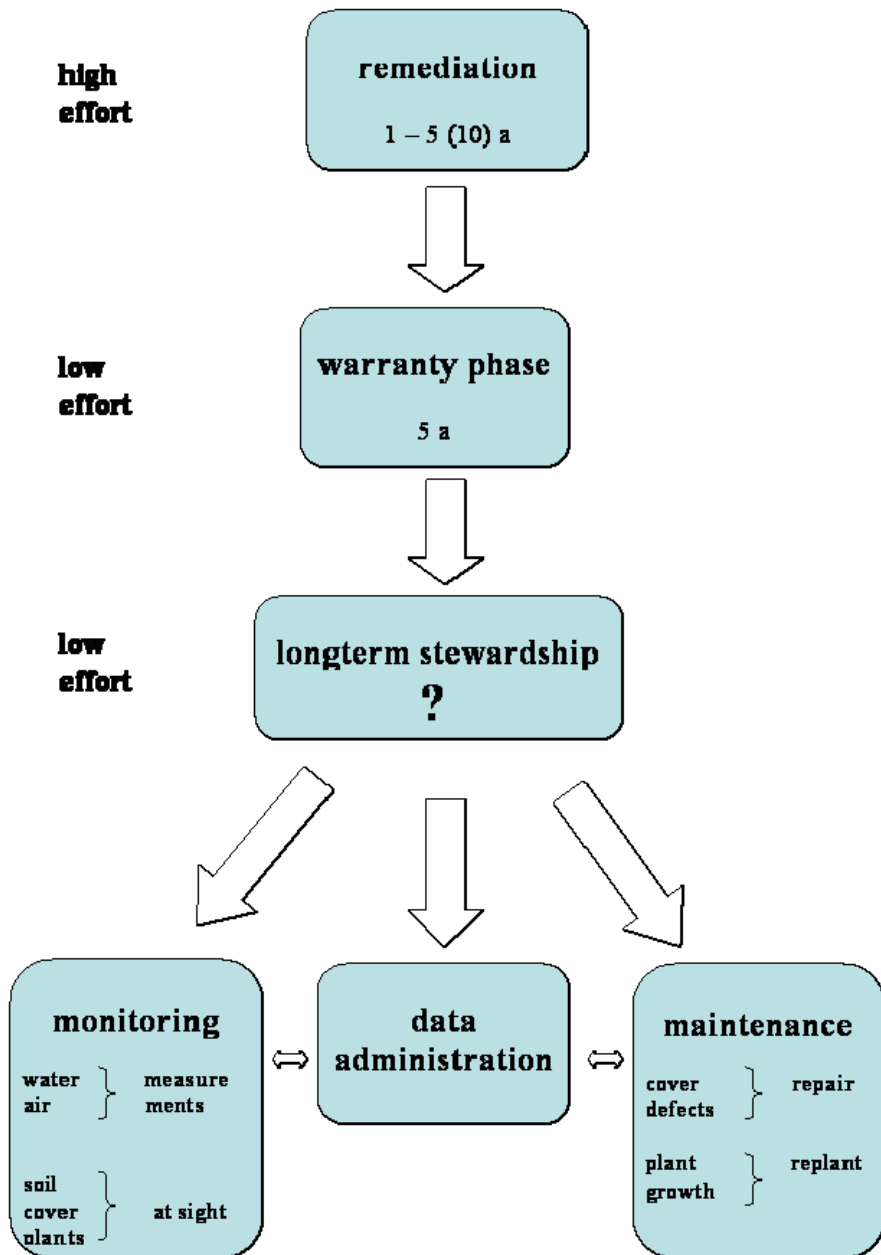 high
effort
remediation
1 – 5 (10) a
low
effort
warranty phase
5 a
low
effort
longterm stewardship
?
monitoring
water
air
measure
ments
soil
cover
plants
at sight
data
administration
maintenance
cover
defects
repair
plant
growth
replant